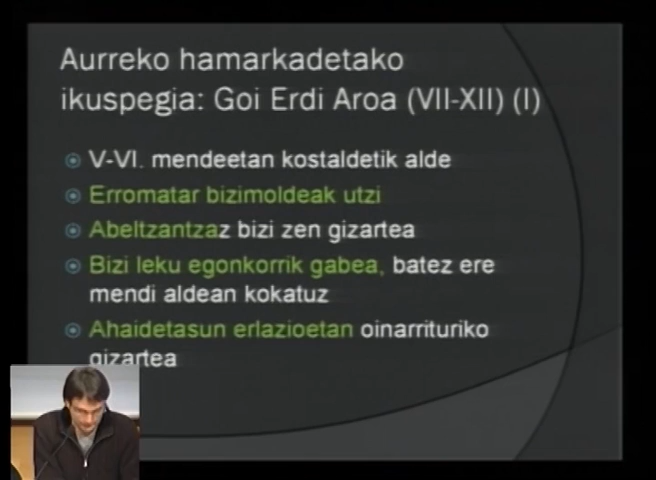 Aurreko hamarkadetako
ikuspegia: Goi Erdi Aroa (VII-XII) (I)
V-VI. mendeetan kostaldetik alde
Erromatar bizimoldeak utzi
Abeltzantzaz bizi zen gizartea
Bizi leku egonkorrik gabea, batez ere
mendi aldean kokatuz
Ahaidetasun erlazioetan oinarrituriko
gizartea